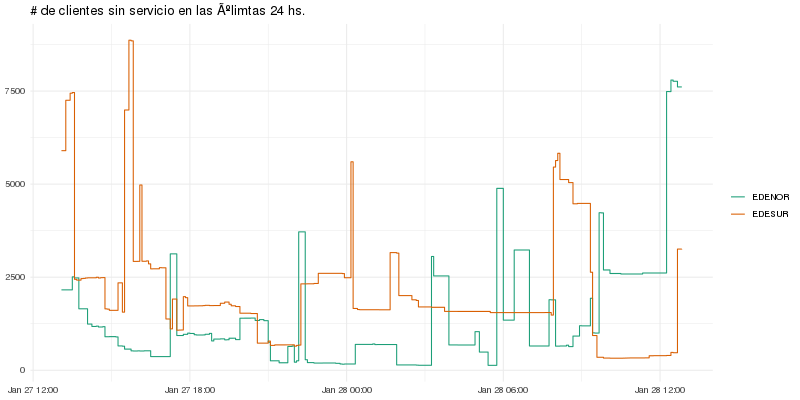 # de clientes sin servicio en las Ãºlimtas 24 hs.
7500
5000
2500
0
Jan 27 12:00
Jan 27 18:00
Jan 28 00:00
Jan 28 06:00
Jan 28 12:00
EDENOR
EDESUR